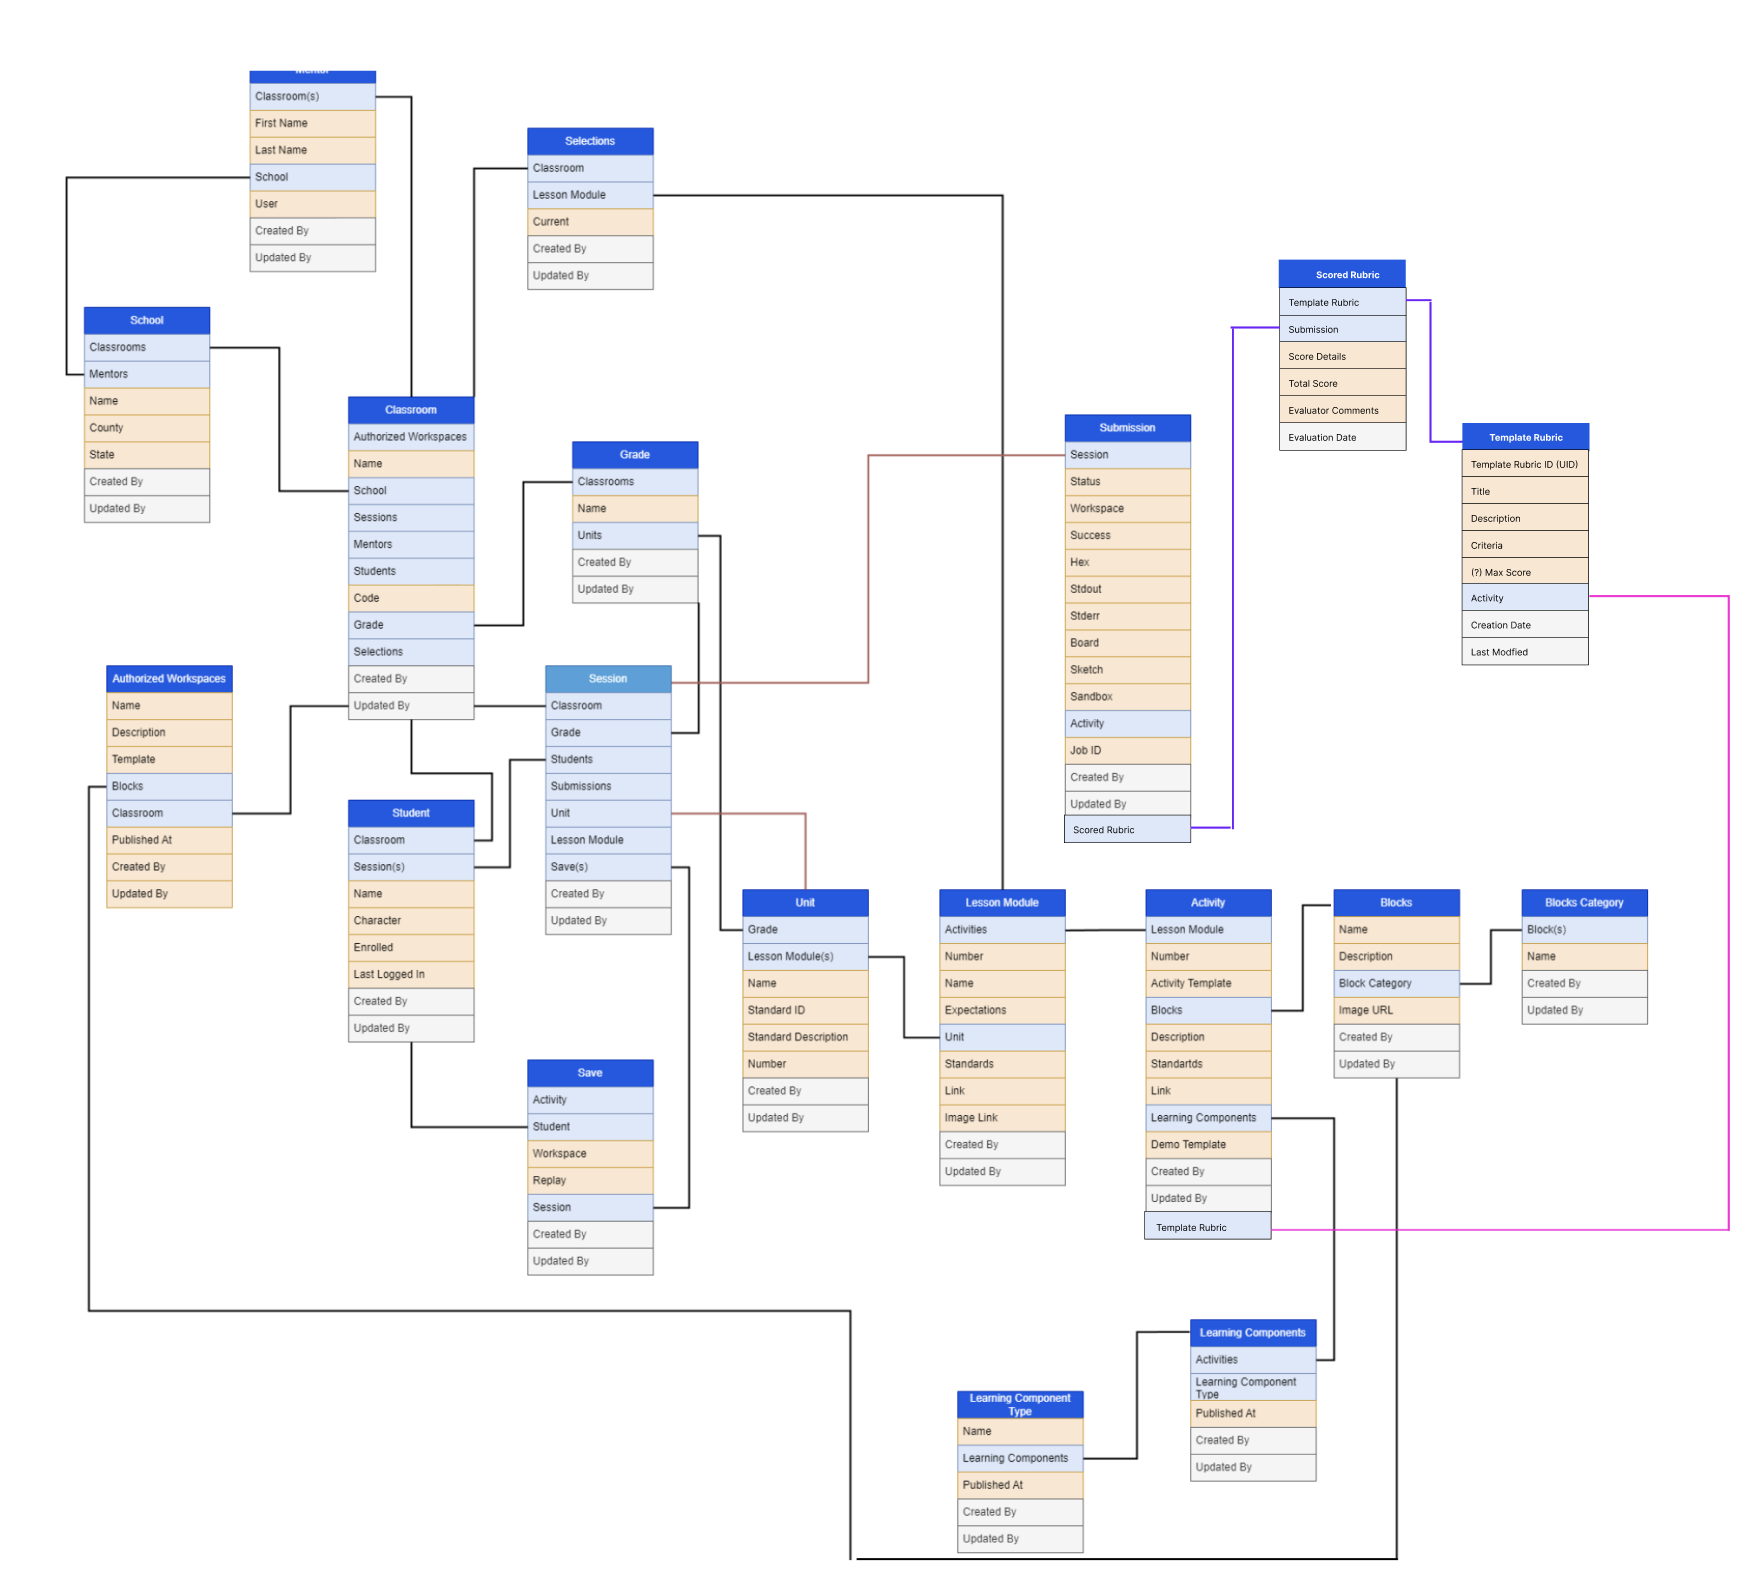 Mentor
Classroom(s)
First Name
Last Name
School
User
Created By
Updated By
Selections
Classroom
Lesson Module
Current
Created By
Updated By
School
Classrooms
Mentors
Name
County
State
Created By
Updated By
Classroom
Authorized Workspaces
Name
School
Sessions
Mentors
Students
Code
Grade
Selections
Created By
Updated By
Grade
Classrooms
Name
Units
Created By
Updated By
Submission
Session
Status
Workspace
Success
Hex
Stdout
Stderr
Board
Sketch
Sandbox
Activity
Job ID
Created By
Updated By
Scored Rubric
Scored Rubric
Template Rubric
Submission
Score Details
Total Score
Evaluator Comments
Evaluation Date
Template Rubric
Template Rubric ID (UID)
Title
Description
Criteria
(?) Max Score
Activity
Creation Date
Last Modfied
Authorized Workspaces
Name
Description
Template
Blocks
Classroom
Published At
Created By
Updated By
Session
Classroom
Grade
Students
Submissions
Unit
Lesson Module
Save(s)
Created By
Updated By
Student
Classroom
Session(s)
Name
Character
Enrolled
Last Logged In
Created By
Updated By
Save
Activity
Student
Workspace
Replay
Session
Created By
Updated By
Unit
Grade
Lesson Module(s)
Name
Standard ID
Standard Description
Number
Created By
Updated By
Lesson Module
Activities
Number
Name
Expectations
Unit
Standards
Link
Image Link
Created By
Updated By
Activity
Lesson Module
Number
Activity Template
Blocks
Description
Standartds
Link
Learning Components
Demo Template
Created By
Updated By
Template Rubric
Blocks
Name
Description
Block Category
Image URL
Created By
Updated By
Blocks Category
Block(s)
Name
Created By
Updated By
Learning Components
Activities
Learning Component
Type
Published At
Created By
Updated By
Learning Component
Type
Name
Learning Components
Published At
Created By
Updated By